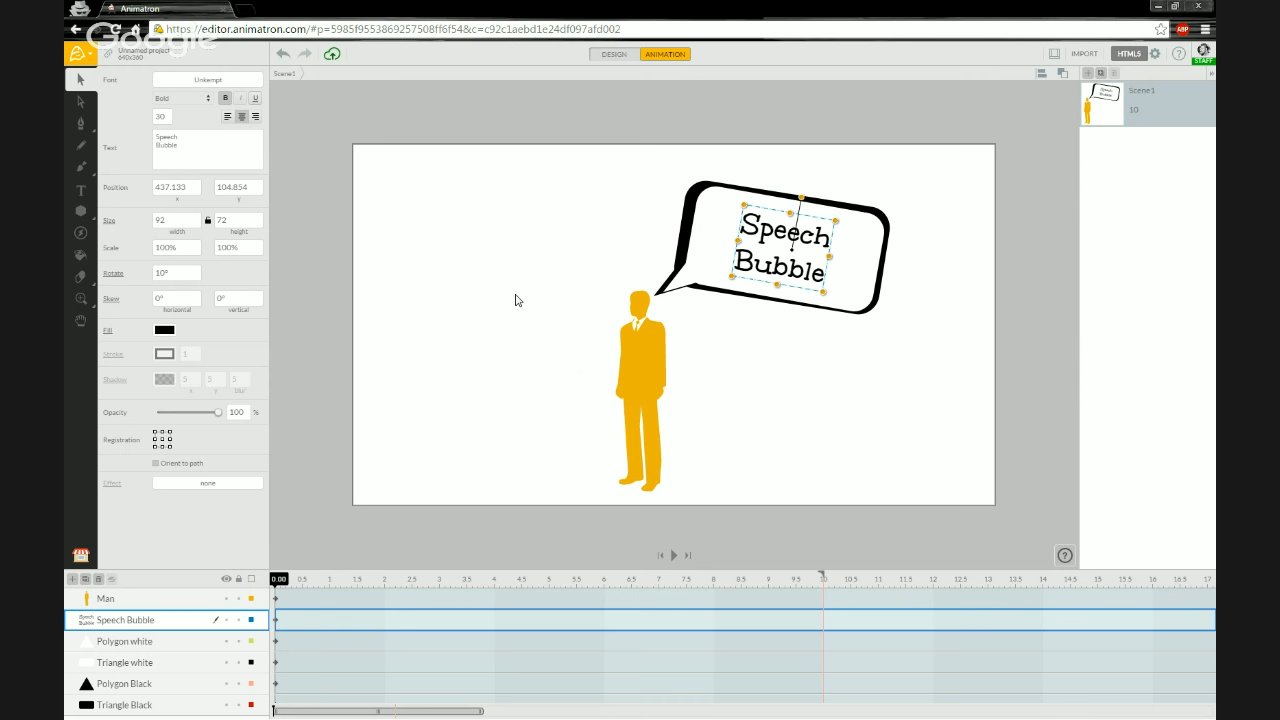 Animatron
https://editor.animatron.com/#p=5985f9553869257508ff6f54&c=c92c1aebd1e24df097afd002
ABP
Google
Unnamed project
640x360
DESIGN
ANIMATION
IMPORT
HTML5
STAFF
Scene1
Font
Unkempt
Bold
B
I
U
30
Text
Speech
Bubble
Position
437.133
104.854
x
y
Size
92
72
width
height
Scale
100%
100%
Rotate
10°
Skew
0°
0°
horizontal
vertical
Fill
Stroke
1
Shadow
5
5
5
x
y
blur
Opacity
100
%
Registration
Orient to path
Effect
none
Speech
Bubble
Scene1
10
0.00 0.5 1 1.5 2 2.5 3 3.5 4 4.5 5 5.5 6 6.5 7 7.5 8 8.5 9 9.5 10 10.5 11 11.5 12 12.5 13 13.5 14 14.5 15 15.5 16 16.5 17
Man
Speech Bubble
Polygon white
Triangle white
Polygon Black
Triangle Black